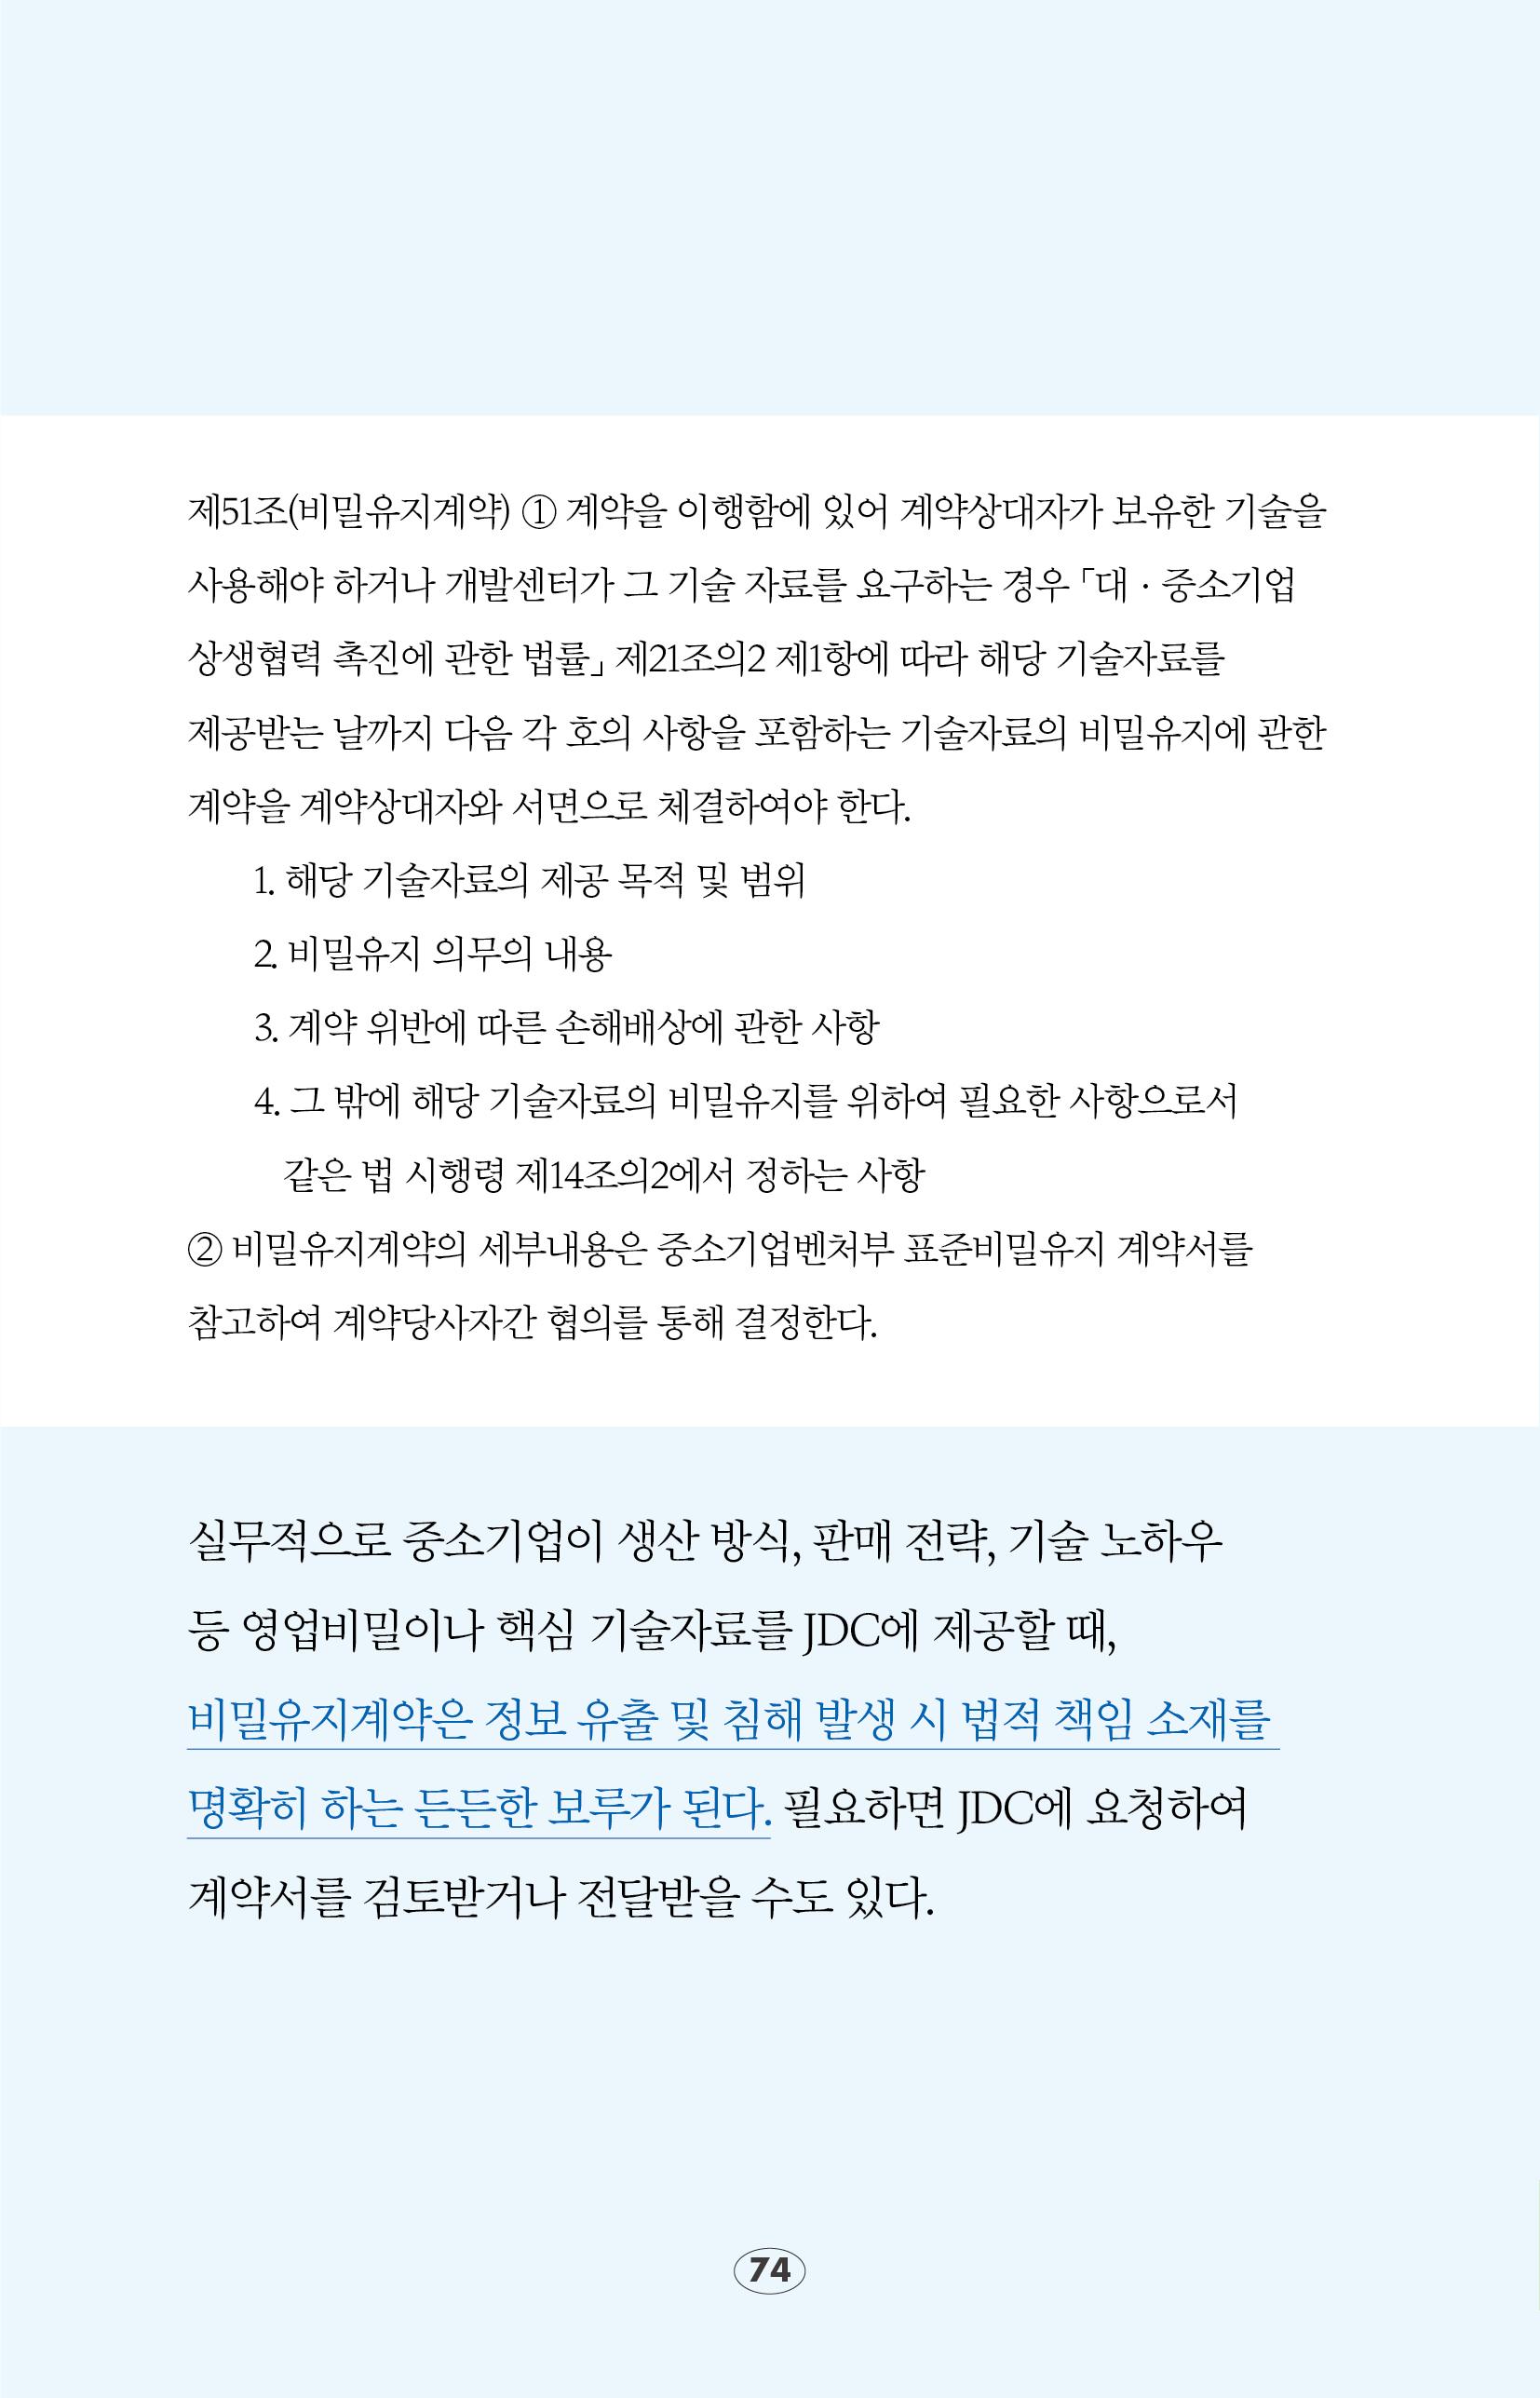 제51조(비밀유지계약) ① 계약을 이행함에 있어 계약상대자가 보유한 기술을
사용해야 하거나 개발센터가 그 기술 자료를 요구하는 경우 「대 · 중소기업
상생협력 촉진에 관한 법률」 제21조의2 제1항에 따라 해당 기술자료를
제공받는 날까지 다음 각 호의 사항을 포함하는 기술자료의 비밀유지에 관한
계약을 계약상대자와 서면으로 체결하여야 한다.
1. 해당 기술자료의 제공 목적 및 범위
2. 비밀유지 의무의 내용
3. 계약 위반에 따른 손해배상에 관한 사항
4. 그 밖에 해당 기술자료의 비밀유지를 위하여 필요한 사항으로서
같은 법 시행령 제14조의2에서 정하는 사항
② 비밀유지계약의 세부내용은 중소기업벤처부 표준비밀유지 계약서를
참고하여 계약당사자간 협의를 통해 결정한다.
실무적으로 중소기업이 생산 방식, 판매 전략, 기술 노하우
등 영업비밀이나 핵심 기술자료를 JDC에 제공할 때,
비밀유지계약은 정보 유출 및 침해 발생 시 법적 책임 소재를
명확히 하는 든든한 보루가 된다. 필요하면 JDC에 요청하여
계약서를 검토받거나 전달받을 수도 있다.
74